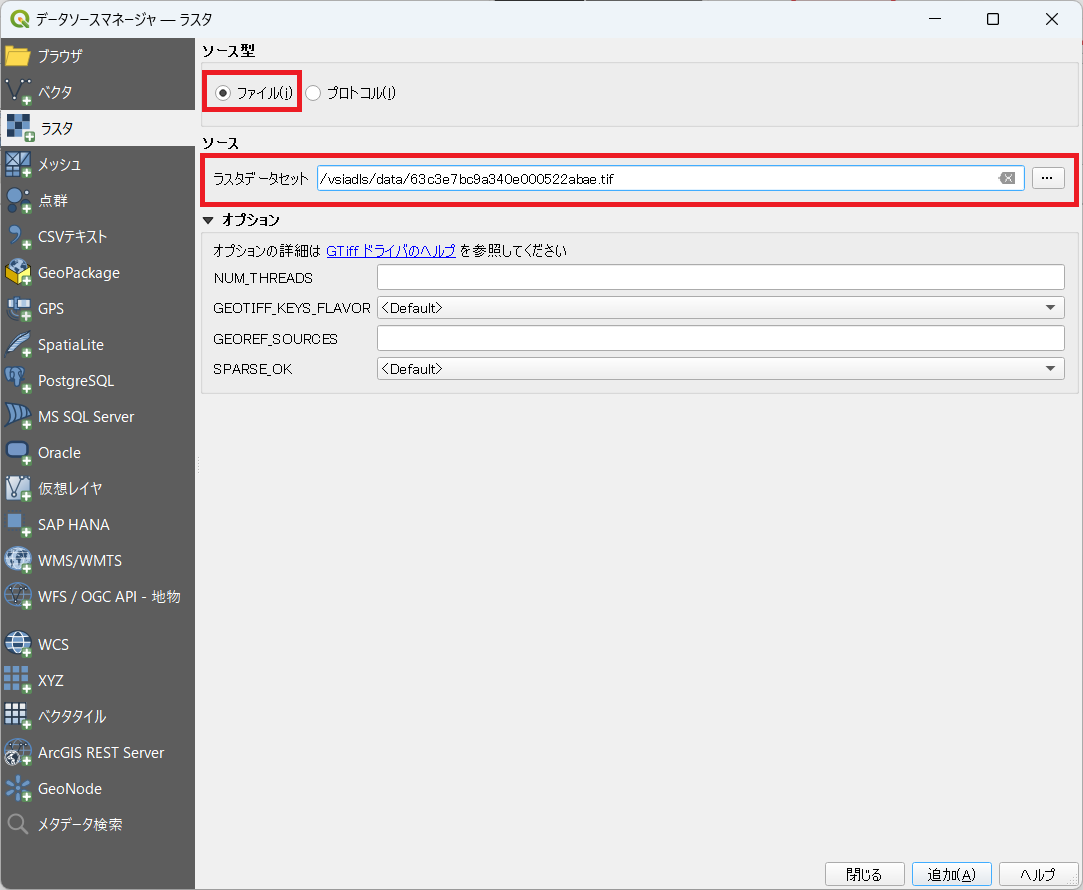 データソースマネージャ — ラスタ
ブラウザ
ベクタ
ラスタ
メッシュ
点群
CSVテキスト
GeoPackage
GPS
SpatiaLite
PostgreSQL
MS SQL Server
Oracle
仮想レイヤ
SAP HANA
WMS/WMTS
WFS / OGC API - 地物
WCS
XYZ
ベクタタイル
ArcGIS REST Server
GeoNode
メタデータ検索
ソース型
ファイル(i) プロトコル(I)
ソース
ラスタデータセット /vsiadls/data/63c3e7bc9a340e000522abae.tif ...
オプション
オプションの詳細は GTiff ドライバのヘルプ を参照してください
NUM_THREADS
GEOTIFF_KEYS_FLAVOR <Default>
GEOREF_SOURCES
SPARSE_OK <Default>
閉じる 追加(A) ヘルプ